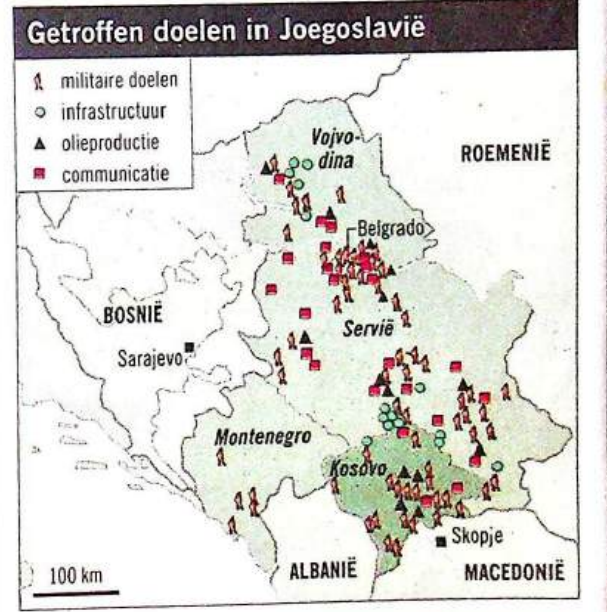 Getroffen doelen in Joegoslavië
militaire doelen
infrastructuur
olieproductie
communicatie
Vojvo-
dina
ROEMENIË
Belgrado
BOSNIË
Servië
Sarajevo
Montenegro
Kosovo
Skopje
100 km
ALBANIË
MACEDONIË